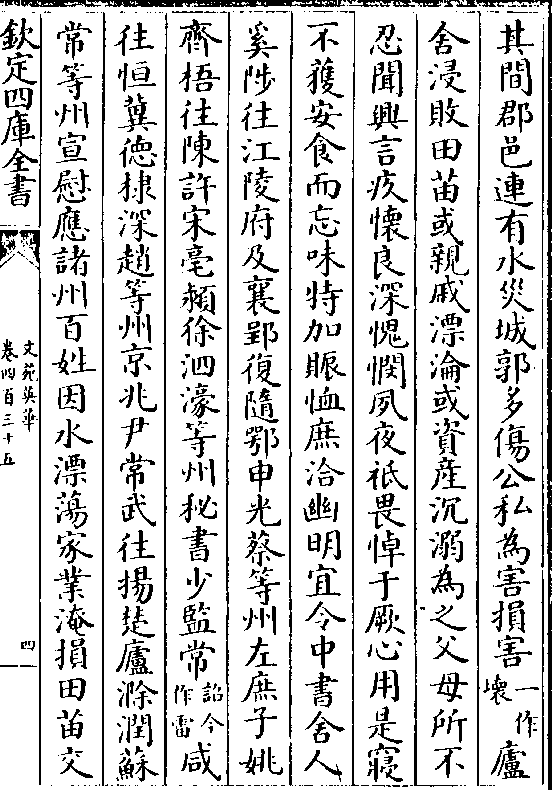 其間郡邑連有水災城郭多傷公私為害損害一作壞廬
舍浸敗田苗或親戚漂淪或資産沉溺為之父母所不
忍聞興言疚懷良深愧憫夙夜祗畏悼于厥心用是寢
不獲安食而忘味特加賑恤庶洽幽明宜令中書舍人
奚陟往江陵府及襄郢復隨鄂申光蔡等州左庶子姚
齊梧往陳許宋亳潁徐泗濠等州秘書少監常詔令作雷咸
往恒冀德棣深趙等州京兆尹常武往揚楚廬滁潤蘇
常等州宣慰應諸州百姓因水漂蕩家業淹損田苗交
欽定四庫全書
文苑英華
卷四百三十五
四